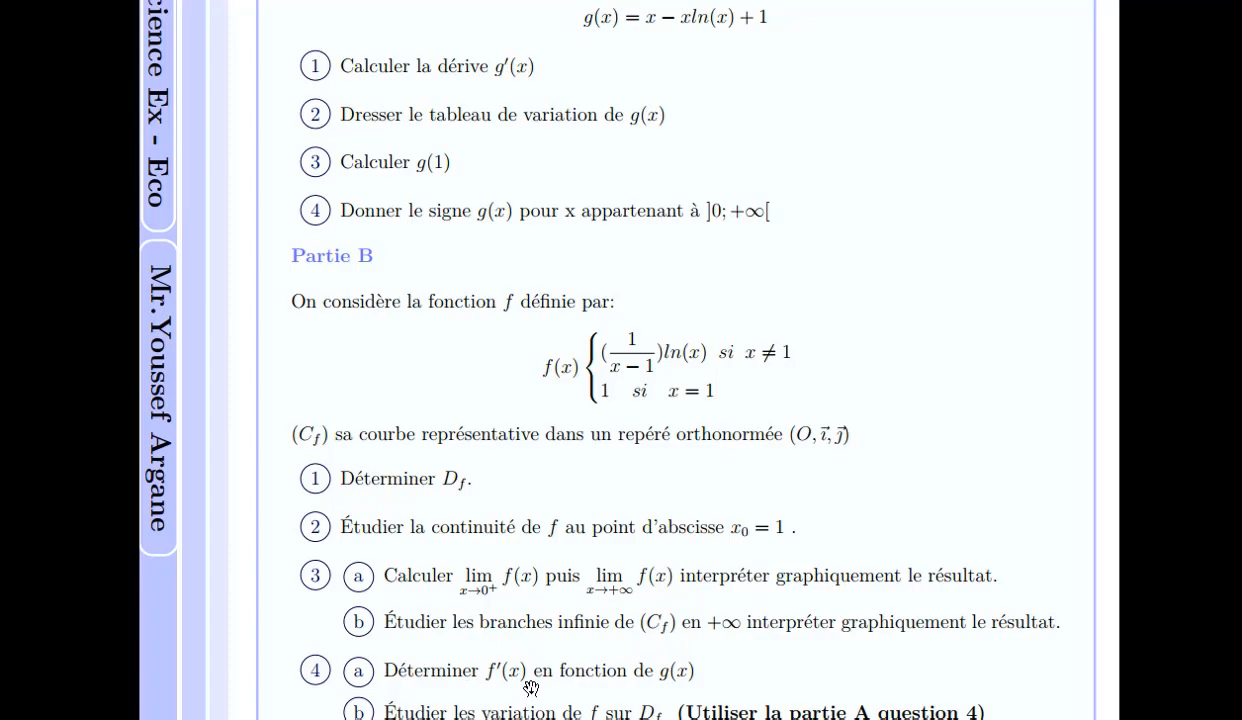 g(x) = x − xln(x) + 1
1 Calculer la dérive g′(x)
2 Dresser le tableau de variation de g(x)
3 Calculer g(1)
4 Donner le signe g(x) pour x appartenant à ]0; +∞[
Partie B
On considère la fonction f définie par:
f(x) { (1/(x − 1))ln(x) si x ≠ 1
1 si x = 1
(C_f) sa courbe représentative dans un repéré orthonormée (O, i⃗, j⃗)
1 Déterminer D_f.
2 Étudier la continuité de f au point d'abscisse x₀ = 1 .
3 a Calculer lim x→0⁺ f(x) puis lim x→+∞ f(x) interpréter graphiquement le résultat.
b Étudier les branches infinie de (C_f) en +∞ interpréter graphiquement le résultat.
4 a Déterminer f′(x) en fonction de g(x)
b Étudier les variation de f sur D_f (Utiliser la partie A question 4)
cience Ex - Eco
Mr.Youssef Argane